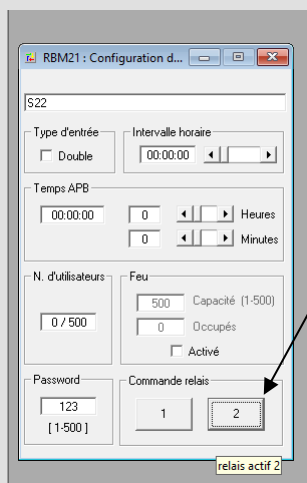 RBM21 : Configuration d...
S22
Type d'entrée
Double
Intervalle horaire
00:00:00
Temps APB
00:00:00
0
Heures
0
Minutes
N. d'utilisateurs
0 / 500
Feu
500
Capacité (1-500)
0
Occupés
Activé
Password
123
[ 1-500 ]
Commande relais
1
2
relais actif 2